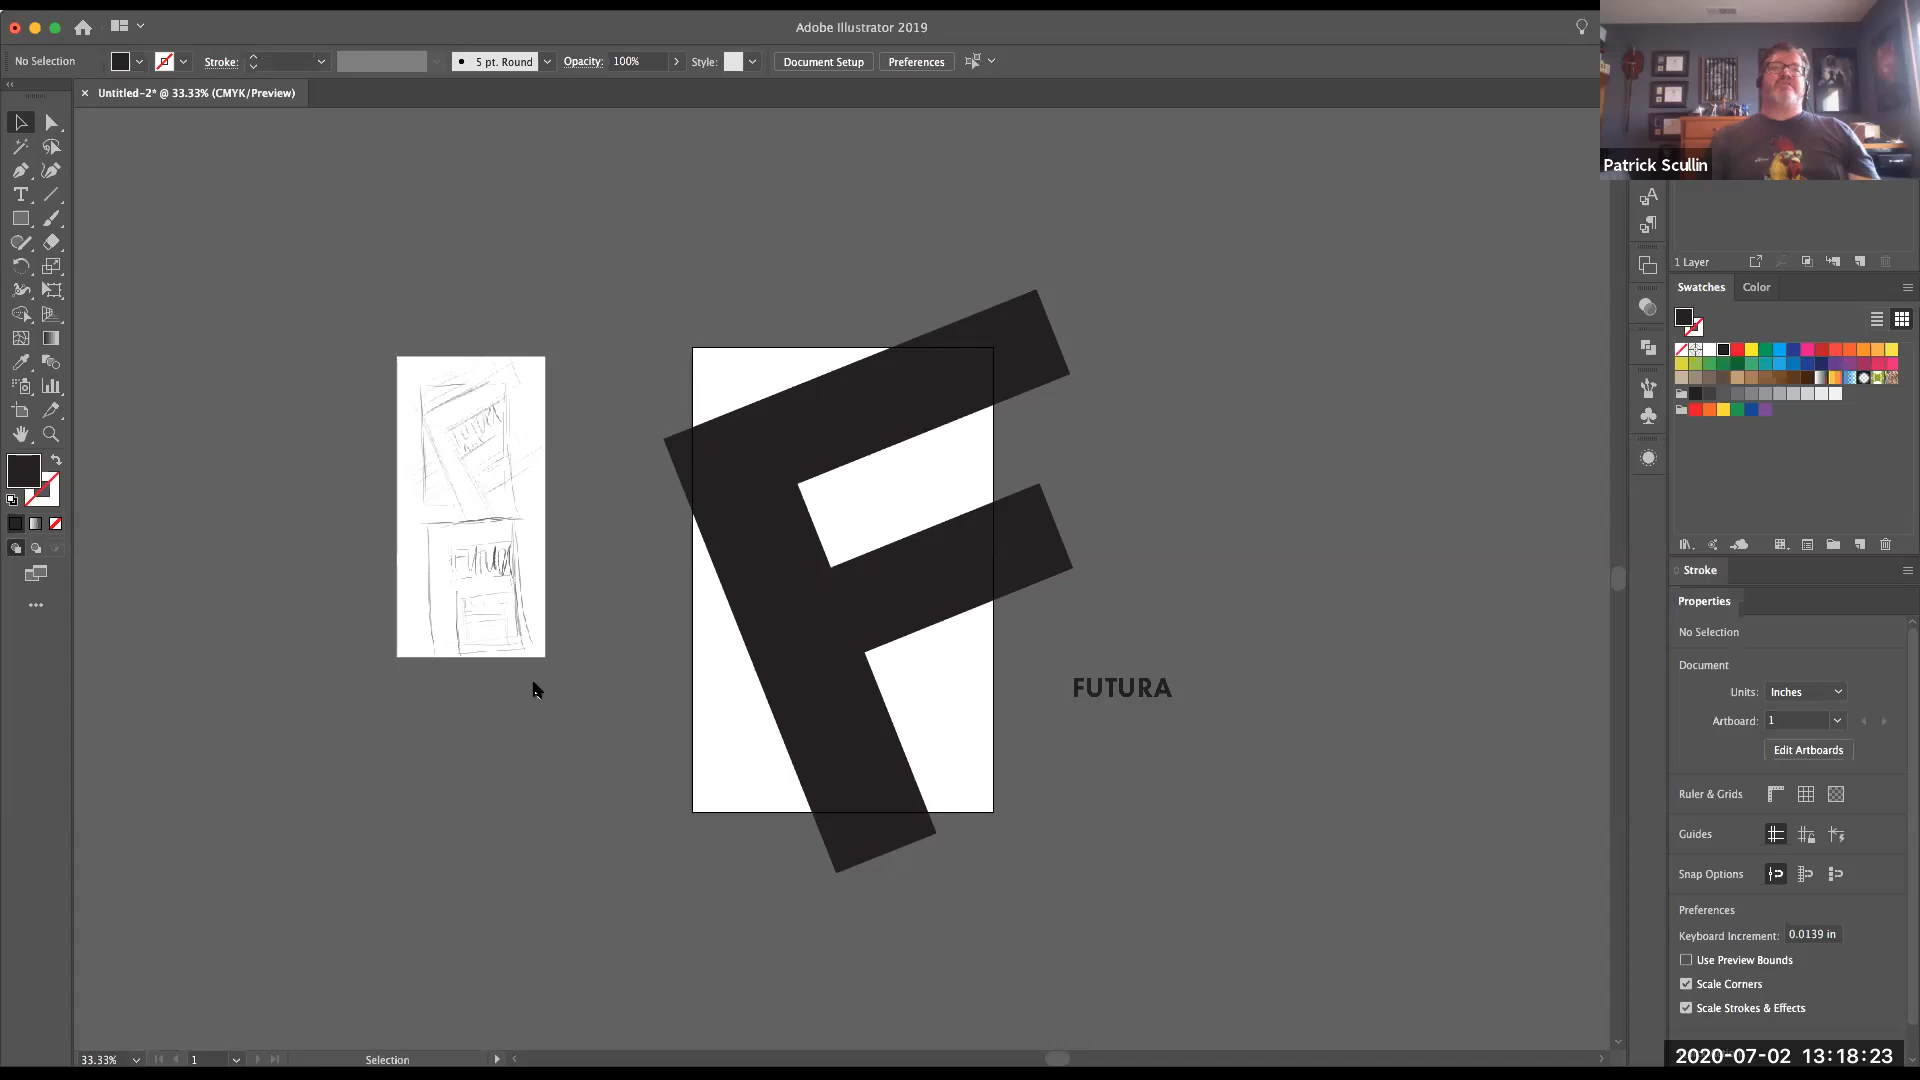 Adobe Illustrator 2019
No Selection
Stroke:
5 pt. Round
Opacity:
100%
Style:
Document Setup
Preferences
Untitled-2* @ 33.33% (CMYK/Preview)
Patrick Scullin
1 Layer
Swatches
Color
FUTURA
FUTURA
Futura
Stroke
Properties
No Selection
Document
Units:
Inches
Artboard:
1
Edit Artboards
Ruler & Grids
Guides
Snap Options
Preferences
Keyboard Increment:
0.0139 in
Use Preview Bounds
Scale Corners
Scale Strokes & Effects
F
33.33%
1
Selection
2020-07-02 13:18:23